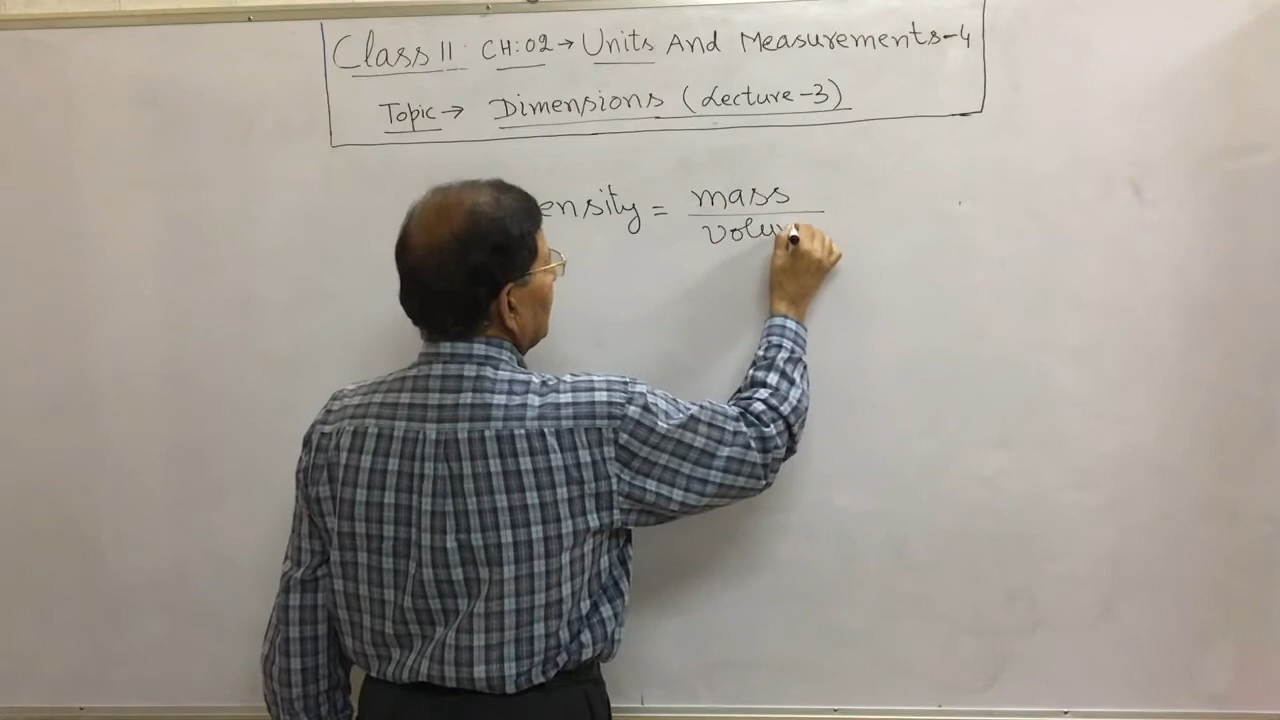 Class 11 CH:02→ Units And Measurements-4
Topic→ Dimensions (Lecture-3)
ensity = mass
volu